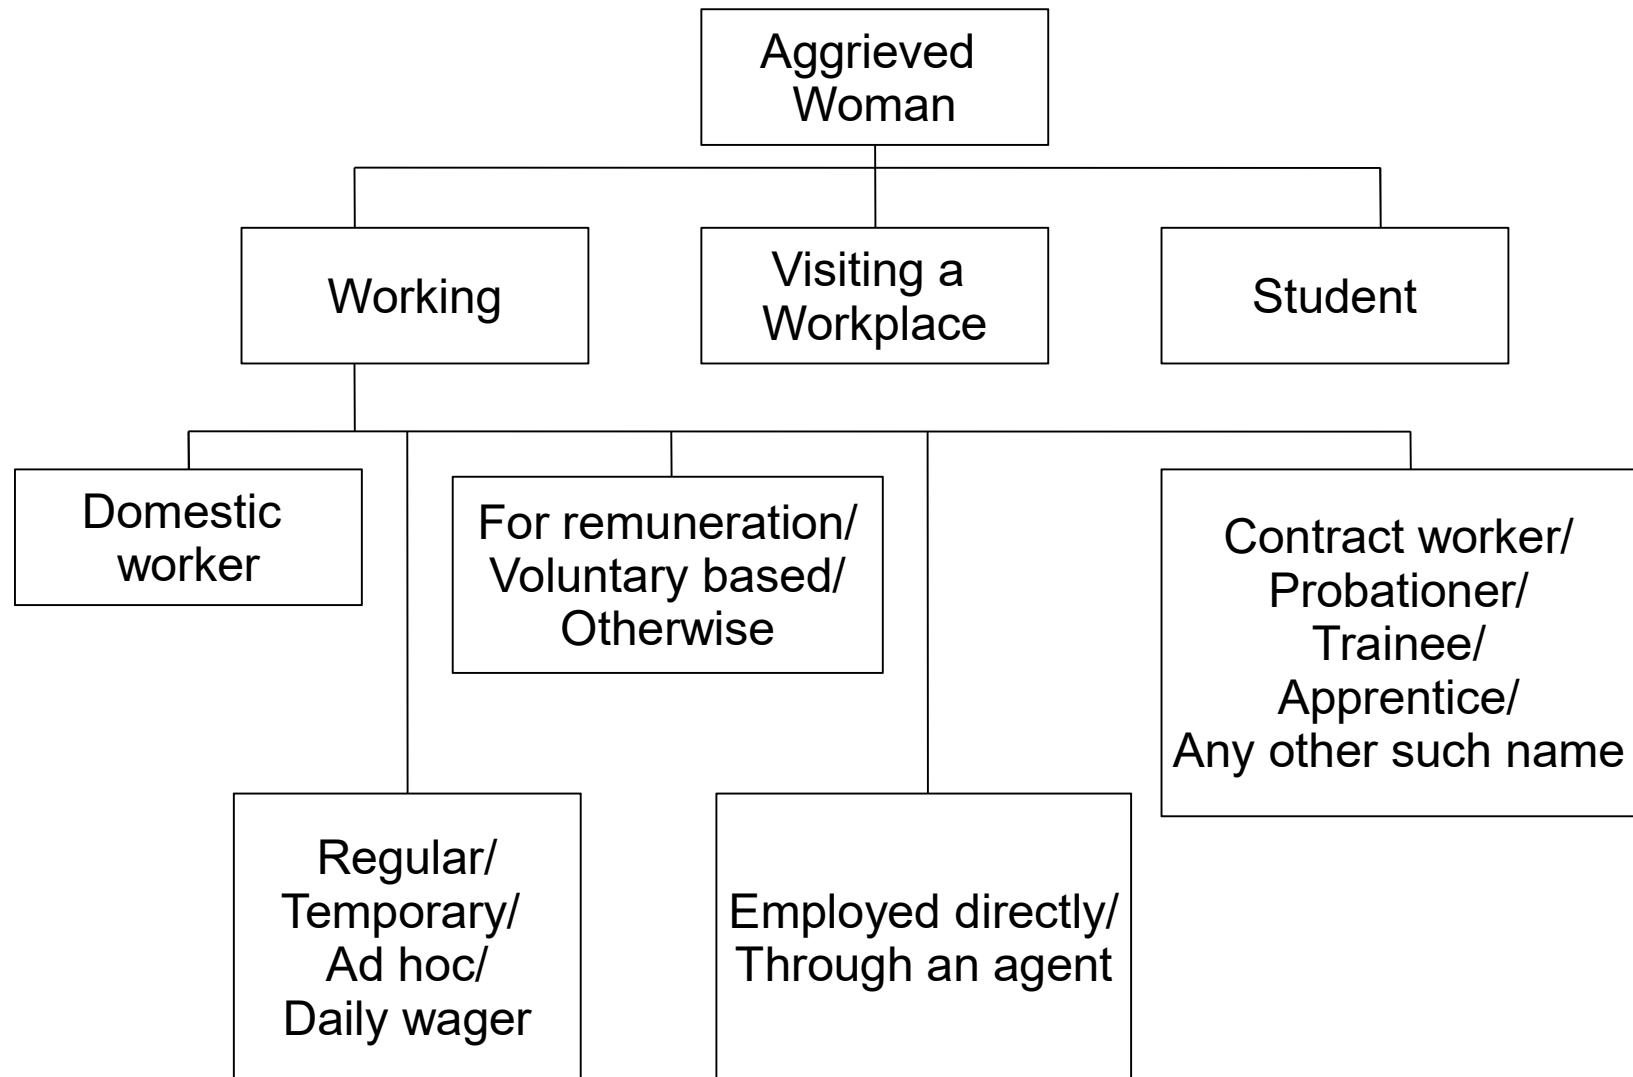 Aggrieved
Woman
Working
Visiting a
Workplace
Student
Domestic
worker
For remuneration/
Voluntary based/
Otherwise
Contract worker/
Probationer/
Trainee/
Apprentice/
Any other such name
Regular/
Temporary/
Ad hoc/
Daily wager
Employed directly/
Through an agent